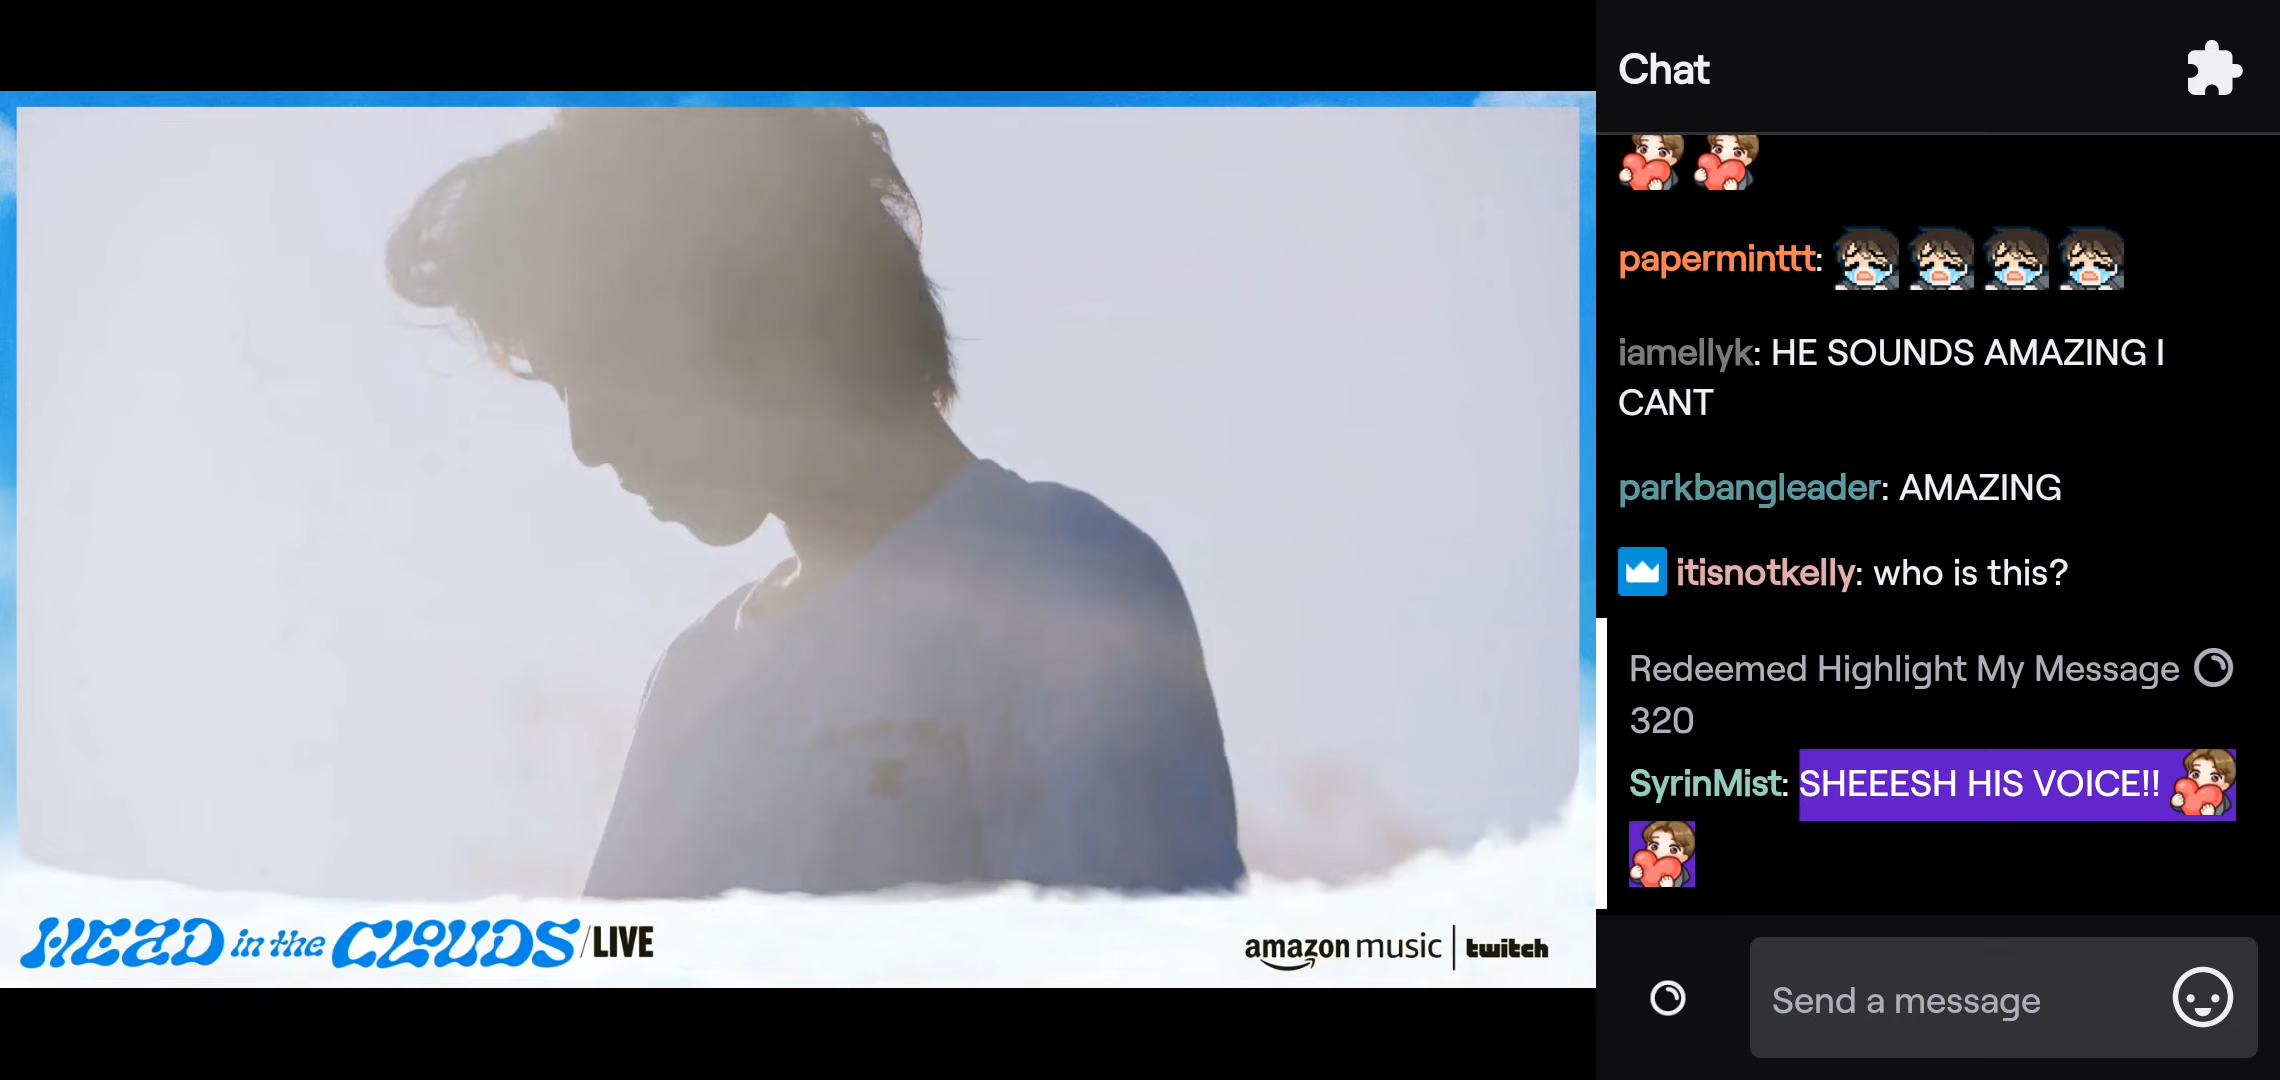 HEAD in the CLOUDS/LIVE
amazon music | twitch
Chat
paperminttt:
iamellyk: HE SOUNDS AMAZING I
CANT
parkbangleader: AMAZING
itisnotkelly: who is this?
Redeemed Highlight My Message
320
SyrinMist: SHEEESH HIS VOICE!!
Send a message